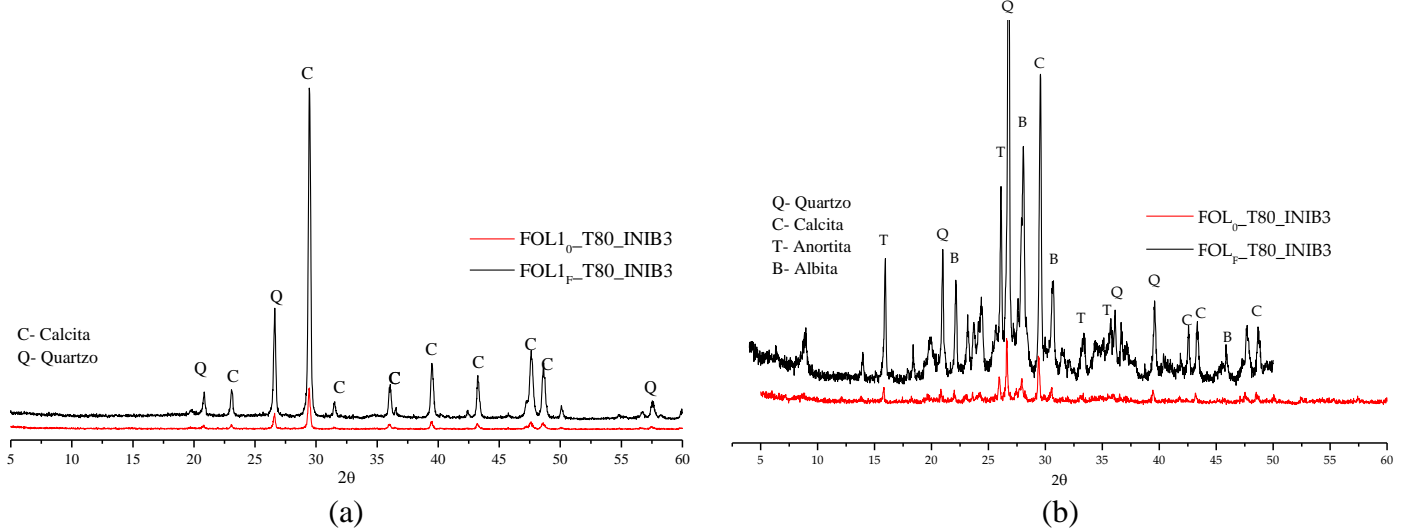 C
Q
Q
C
C
C
C
C
C
C
Q
FOL1₀_T80_INIB3
FOL1F_T80_INIB3
C- Calcita
Q- Quartzo
5 10 15 20 25 30 35 40 45 50 55 60
2θ
(a)
Q
C
B
T
T
Q
B
B
T
T
Q
Q
C
C
B
C
Q- Quartzo
C- Calcita
T- Anortita
B- Albita
FOL₀_T80_INIB3
FOLF_T80_INIB3
5 10 15 20 25 30 35 40 45 50 55 60
2θ
(b)